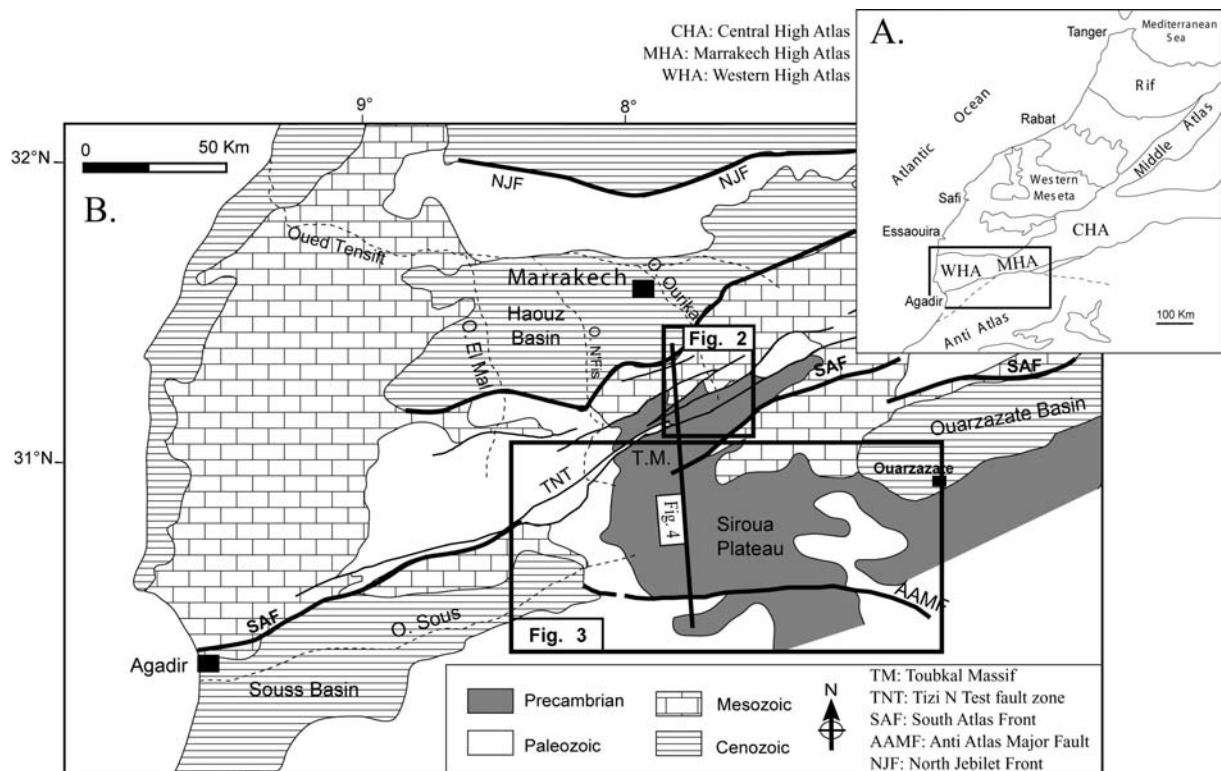 CHA: Central High Atlas
MHA: Marrakech High Atlas
WHA: Western High Atlas
A.
Mediterranean
Sea
Tanger
Rif
Ocean
Rabat
Atlas
Middle
Atlantic
Western
Meseta
Safi
CHA
Essaouira
WHA
MHA
Agadir
Anti Atlas
100 Km
9°
8°
32°N
31°N
0
50 Km
B.
NJF
NJF
Oued Tensift
Marrakech
O. Ourika
Haouz
Basin
O. El Mal
O. N'Fis
Fig. 2
SAF
SAF
Ouarzazate Basin
Ouarzazate
T.M.
TNT
Fig. 4
Siroua
Plateau
AAMF
SAF
O. Sous
Fig. 3
Agadir
Souss Basin
Precambrian
Paleozoic
Mesozoic
Cenozoic
N
TM: Toubkal Massif
TNT: Tizi N Test fault zone
SAF: South Atlas Front
AAMF: Anti Atlas Major Fault
NJF: North Jebilet Front